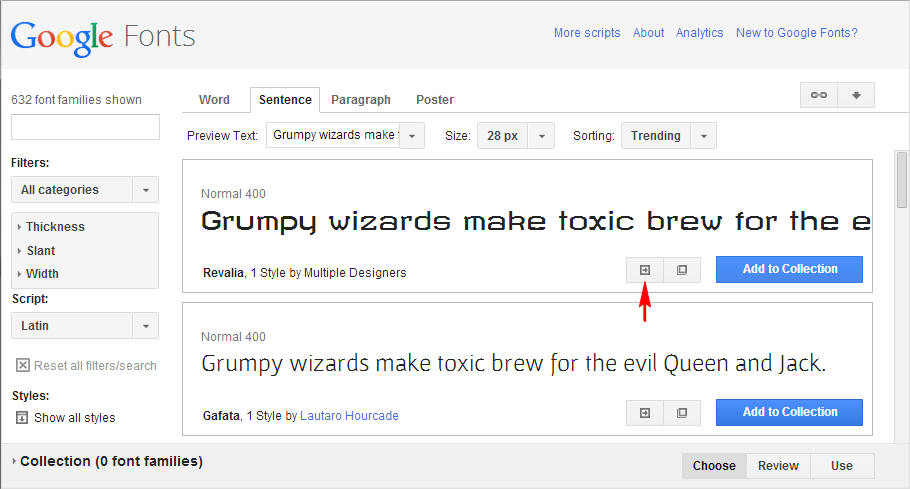 Google Fonts
More scripts About Analytics New to Google Fonts?
632 font families shown
Word Sentence Paragraph Poster
Preview Text: Grumpy wizards make Size: 28 px Sorting: Trending
Filters:
All categories
Thickness
Slant
Width
Script:
Latin
Reset all filters/search
Styles:
Show all styles
Normal 400
Grumpy wizards make toxic brew for the e
Revalia, 1 Style by Multiple Designers
Add to Collection
Normal 400
Grumpy wizards make toxic brew for the evil Queen and Jack.
Gafata, 1 Style by Lautaro Hourcade
Add to Collection
Collection (0 font families)
Choose Review Use